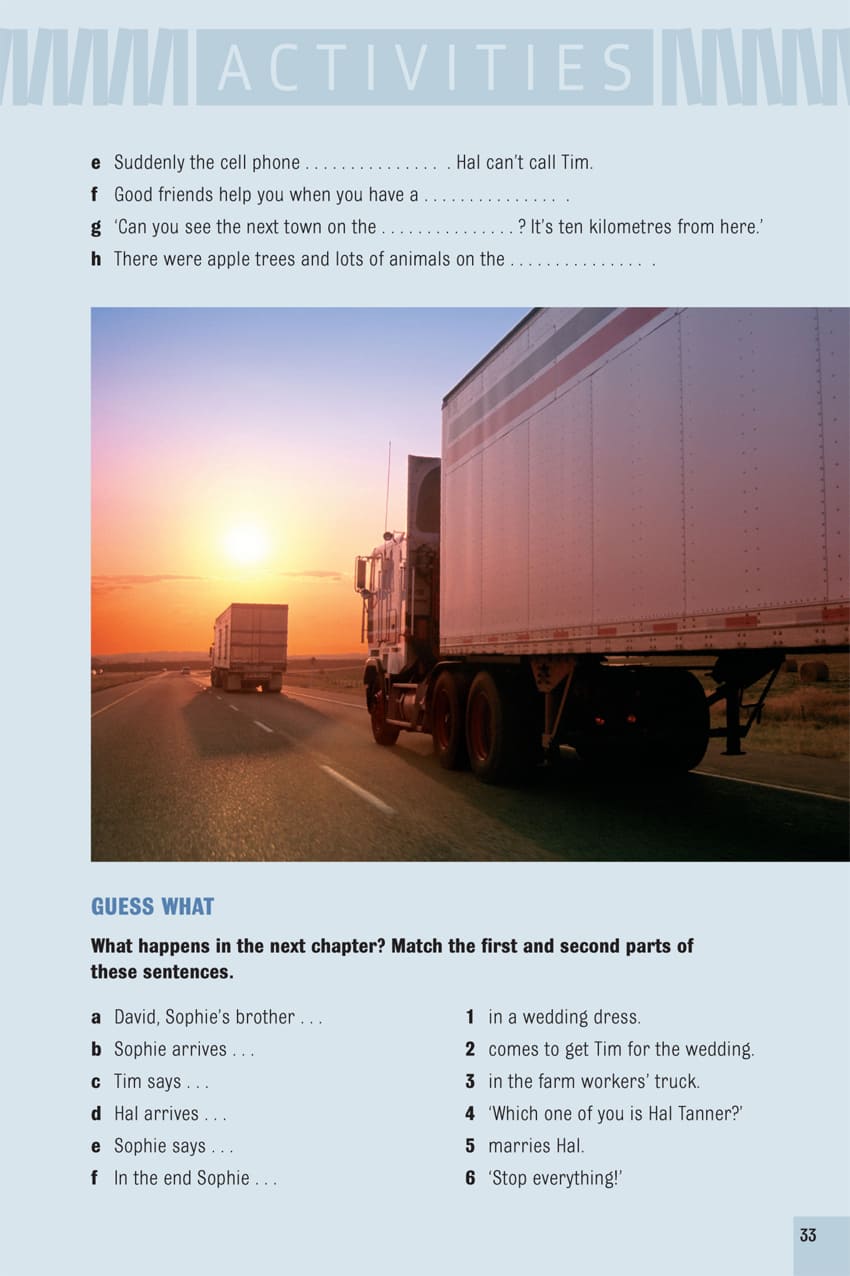 ACTIVITIES
e Suddenly the cell phone . . . . . . . . . . . . . . . . . Hal can't call Tim.
f Good friends help you when you have a . . . . . . . . . . . . . . . .
g ‘Can you see the next town on the . . . . . . . . . . . . . . . ? It's ten kilometres from here.’
h There were apple trees and lots of animals on the . . . . . . . . . . . . . . . .
GUESS WHAT
What happens in the next chapter? Match the first and second parts of
these sentences.
a David, Sophie's brother . . .
b Sophie arrives . . .
c Tim says . . .
d Hal arrives . . .
e Sophie says . . .
f In the end Sophie . . .
1 in a wedding dress.
2 comes to get Tim for the wedding.
3 in the farm workers' truck.
4 ‘Which one of you is Hal Tanner?’
5 marries Hal.
6 ‘Stop everything!’
33